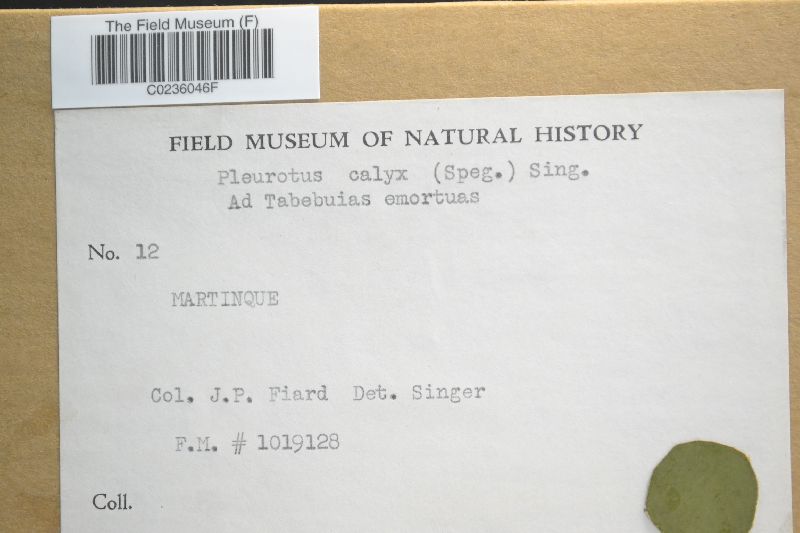 The Field Museum (F)
C0236046F
FIELD MUSEUM OF NATURAL HISTORY
Pleurotus calyx (Speg.) Sing.
Ad Tabebuias emortuas
No. 12
MARTINQUE
Col. J.P. Fiard Det. Singer
F.M. # 1019128
Coll.